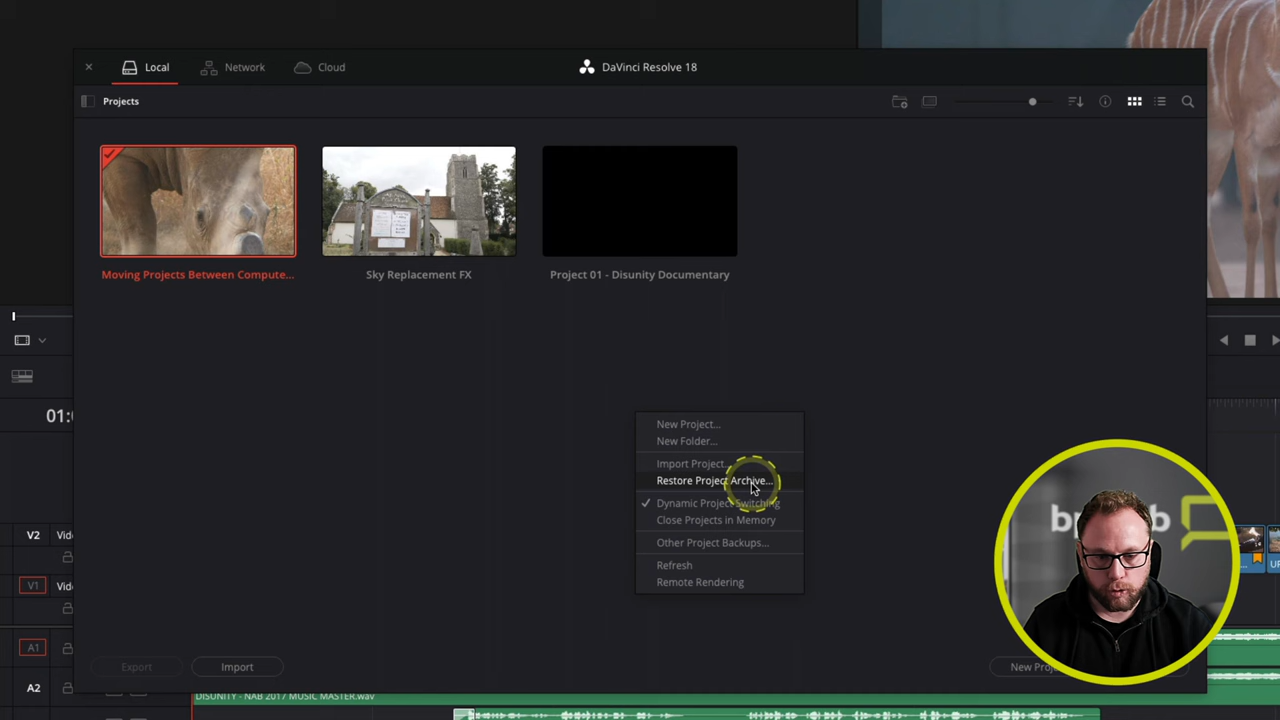 Local
Network
Cloud
DaVinci Resolve 18
Projects
Moving Projects Between Compute...
Sky Replacement FX
Project 01 - Disunity Documentary
01:0
New Project...
New Folder...
Import Project...
Restore Project Archive...
Dynamic Project Switching
Close Projects in Memory
Other Project Backups...
Refresh
Remote Rendering
V2
V1
A1
A2
Export
Import
DISUNITY - NAB 2017 MUSIC MASTER.wav